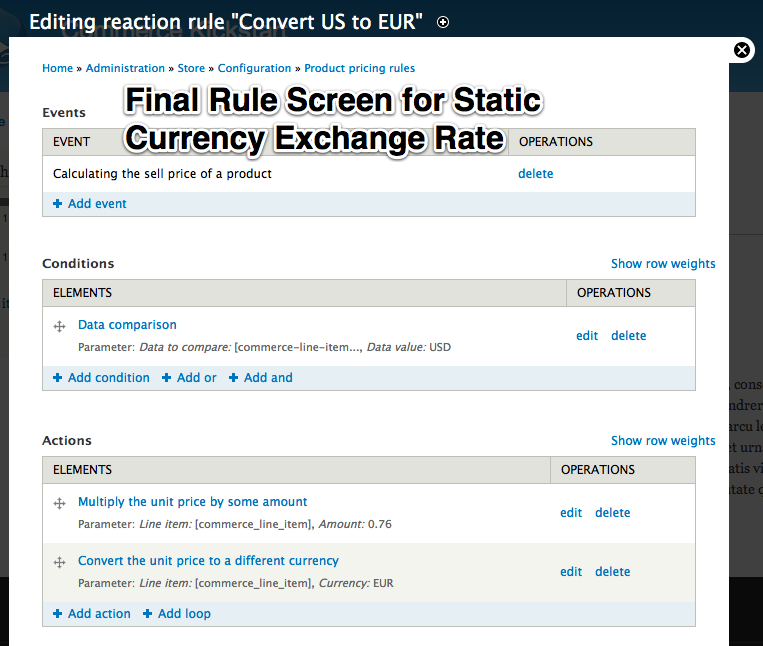 Editing reaction rule "Convert US to EUR"
Commerce Kickstart
Home » Administration » Store » Configuration » Product pricing rules
Final Rule Screen for Static
Currency Exchange Rate
Events
EVENT OPERATIONS
Calculating the sell price of a product delete
Add event
Conditions Show row weights
ELEMENTS OPERATIONS
Data comparison
edit delete
Parameter: Data to compare: [commerce-line-item..., Data value: USD
Add condition Add or Add and
Actions Show row weights
ELEMENTS OPERATIONS
Multiply the unit price by some amount
edit delete
Parameter: Line item: [commerce_line_item], Amount: 0.76
Convert the unit price to a different currency
edit delete
Parameter: Line item: [commerce_line_item], Currency: EUR
Add action Add loop